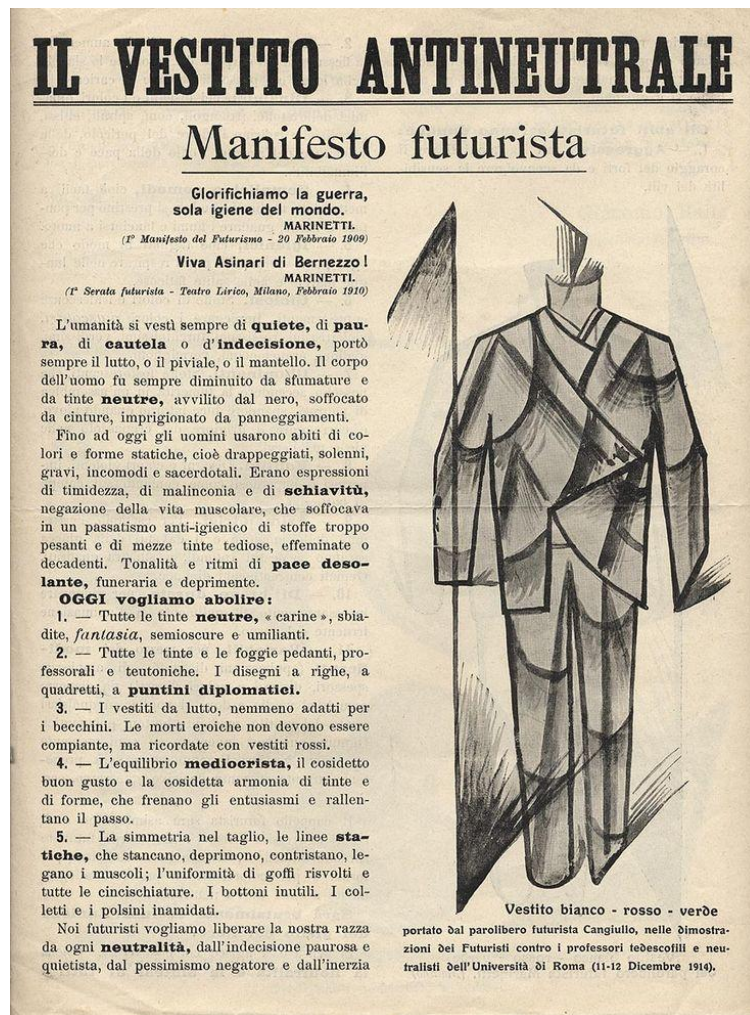 IL VESTITO ANTINEUTRALE
Manifesto futurista
Glorifichiamo la guerra,
sola igiene del mondo.
MARINETTI.
(1º Manifesto del Futurismo - 20 Febbraio 1909)
Viva Asinari di Bernezzo!
MARINETTI.
(1ª Serata futurista - Teatro Lirico, Milano, Febbraio 1910)
L'umanità si vestì sempre di quiete, di pau-
ra, di cautela o d'indecisione, portò
sempre il lutto, o il piviale, o il mantello. Il corpo
dell'uomo fu sempre diminuito da sfumature e
da tinte neutre, avvilito dal nero, soffocato
da cinture, imprigionato da panneggiamenti.
Fino ad oggi gli uomini usarono abiti di co-
lori e forme statiche, cioè drappeggiati, solenni,
gravi, incomodi e sacerdotali. Erano espressioni
di timidezza, di malinconia e di schiavitù,
negazione della vita muscolare, che soffocava
in un passatismo anti-igienico di stoffe troppo
pesanti e di mezze tinte tediose, effeminate o
decadenti. Tonalità e ritmi di pace deso-
lante, funeraria e deprimente.
OGGI vogliamo abolire:
1. — Tutte le tinte neutre, « carine », sbia-
dite, fantasia, semioscure e umilianti.
2. — Tutte le tinte e le foggie pedanti, pro-
fessorali e teutoniche. I disegni a righe, a
quadretti, a puntini diplomatici.
3. — I vestiti da lutto, nemmeno adatti per
i becchini. Le morti eroiche non devono essere
compiante, ma ricordate con vestiti rossi.
4. — L'equilibrio mediocrista, il cosidetto
buon gusto e la cosidetta armonia di tinte e
di forme, che frenano gli entusiasmi e rallen-
tano il passo.
5. — La simmetria nel taglio, le linee sta-
tiche, che stancano, deprimono, contristano, le-
gano i muscoli; l'uniformità di goffi risvolti e
tutte le cincischiature. I bottoni inutili. I col-
letti e i polsini inamidati.
Noi futuristi vogliamo liberare la nostra razza
da ogni neutralità, dall'indecisione paurosa e
quietista, dal pessimismo negatore e dall'inerzia
Vestito bianco - rosso - verde
portato dal parolibero futurista Cangiullo, nelle dimostra-
zioni dei Futuristi contro i professori tedescofili e neu-
tralisti dell'Università di Roma (11-12 Dicembre 1914).